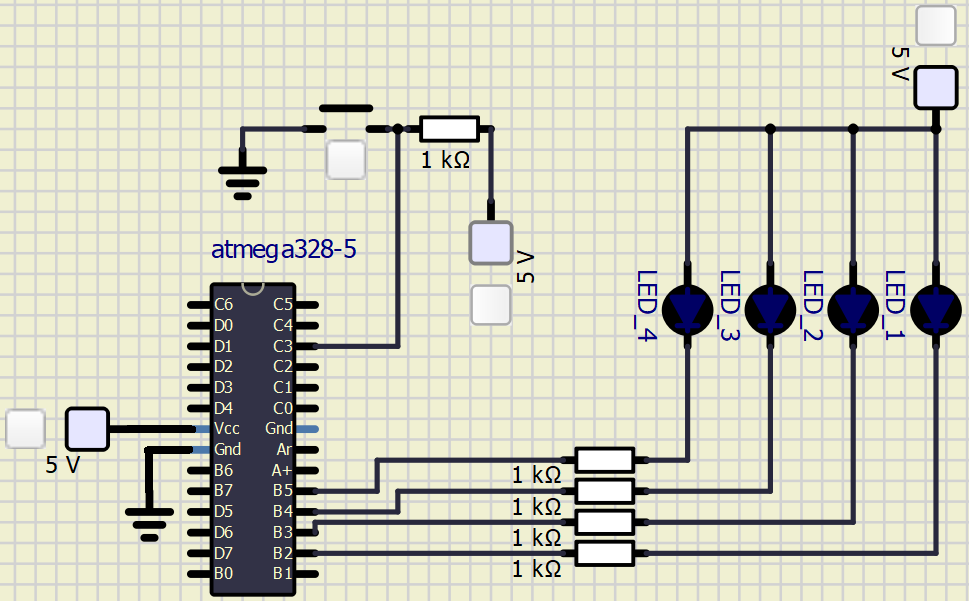 5 V
1 kΩ
5 V
atmega328-5
C6 C5
D0 C4
D1 C3
D2 C2
D3 C1
D4 C0
Vcc Gnd
Gnd Ar
B6 A+
B7 B5
D5 B4
D6 B3
D7 B2
B0 B1
5 V
LED_4
LED_3
LED_2
LED_1
1 kΩ
1 kΩ
1 kΩ
1 kΩ